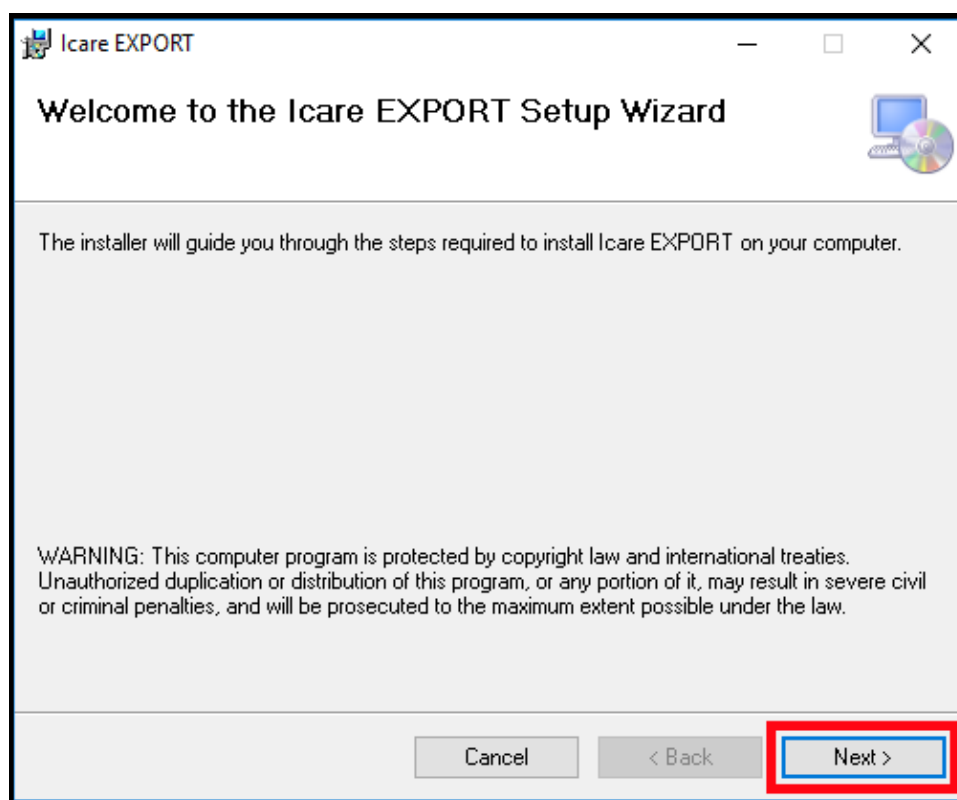 Icare EXPORT
Welcome to the Icare EXPORT Setup Wizard
The installer will guide you through the steps required to install Icare EXPORT on your computer.
WARNING: This computer program is protected by copyright law and international treaties.
Unauthorized duplication or distribution of this program, or any portion of it, may result in severe civil
or criminal penalties, and will be prosecuted to the maximum extent possible under the law.
Cancel < Back Next >